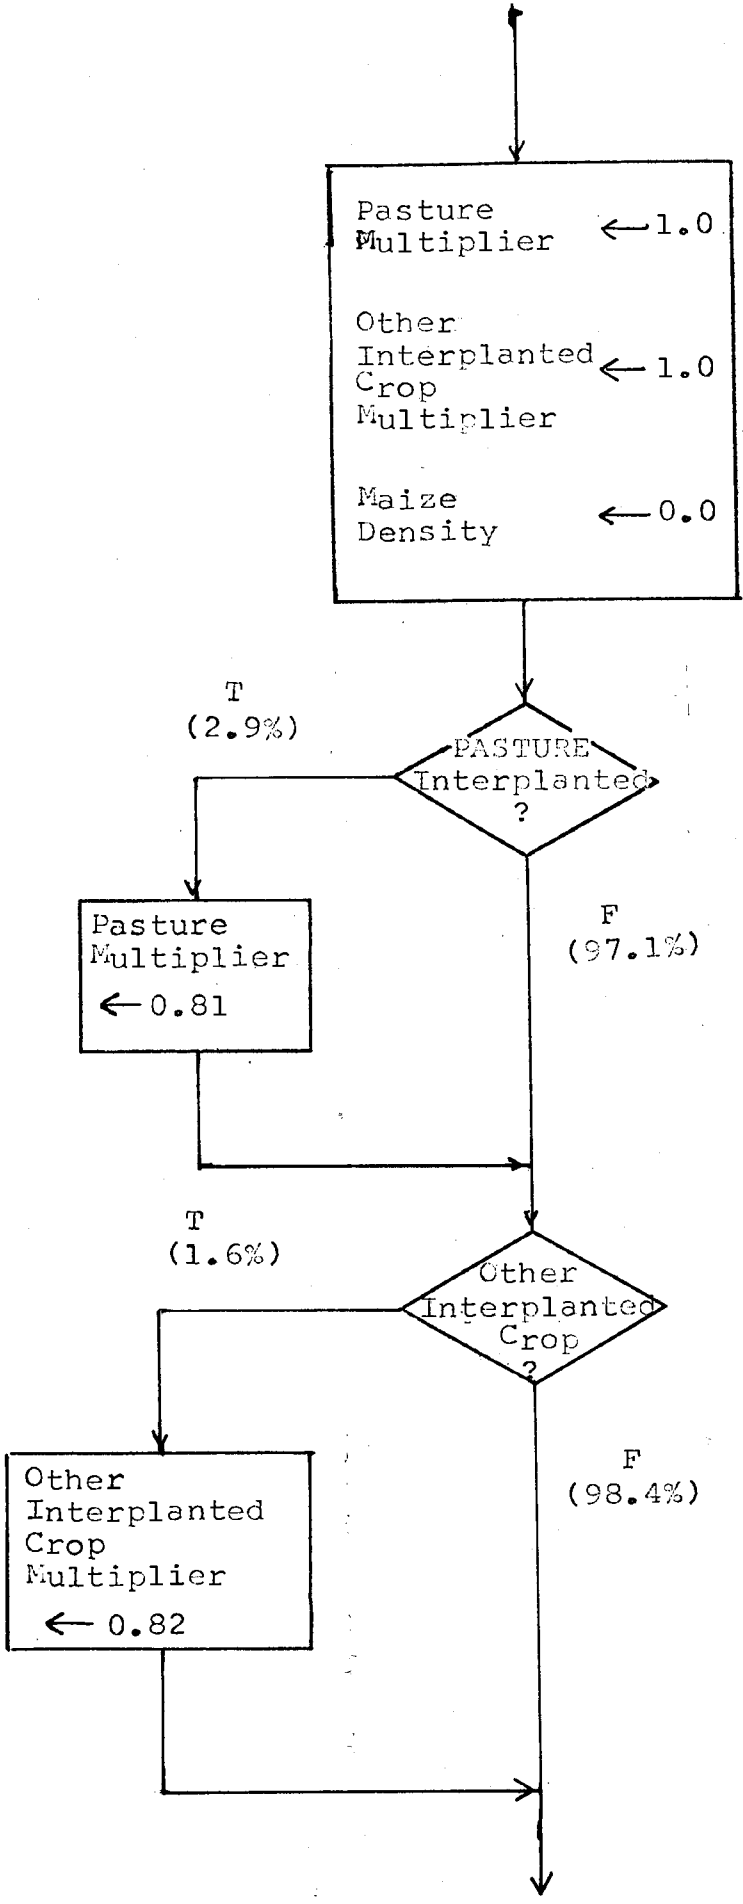 Pasture
Multiplier ← 1.0
Other
Interplanted ← 1.0
Crop
Multiplier
Maize
Density ← 0.0
T
(2.9%)
PASTURE
Interplanted
?
F
(97.1%)
Pasture
Multiplier
← 0.81
T
(1.6%)
Other
Interplanted
Crop
?
F
(98.4%)
Other
Interplanted
Crop
Multiplier
← 0.82